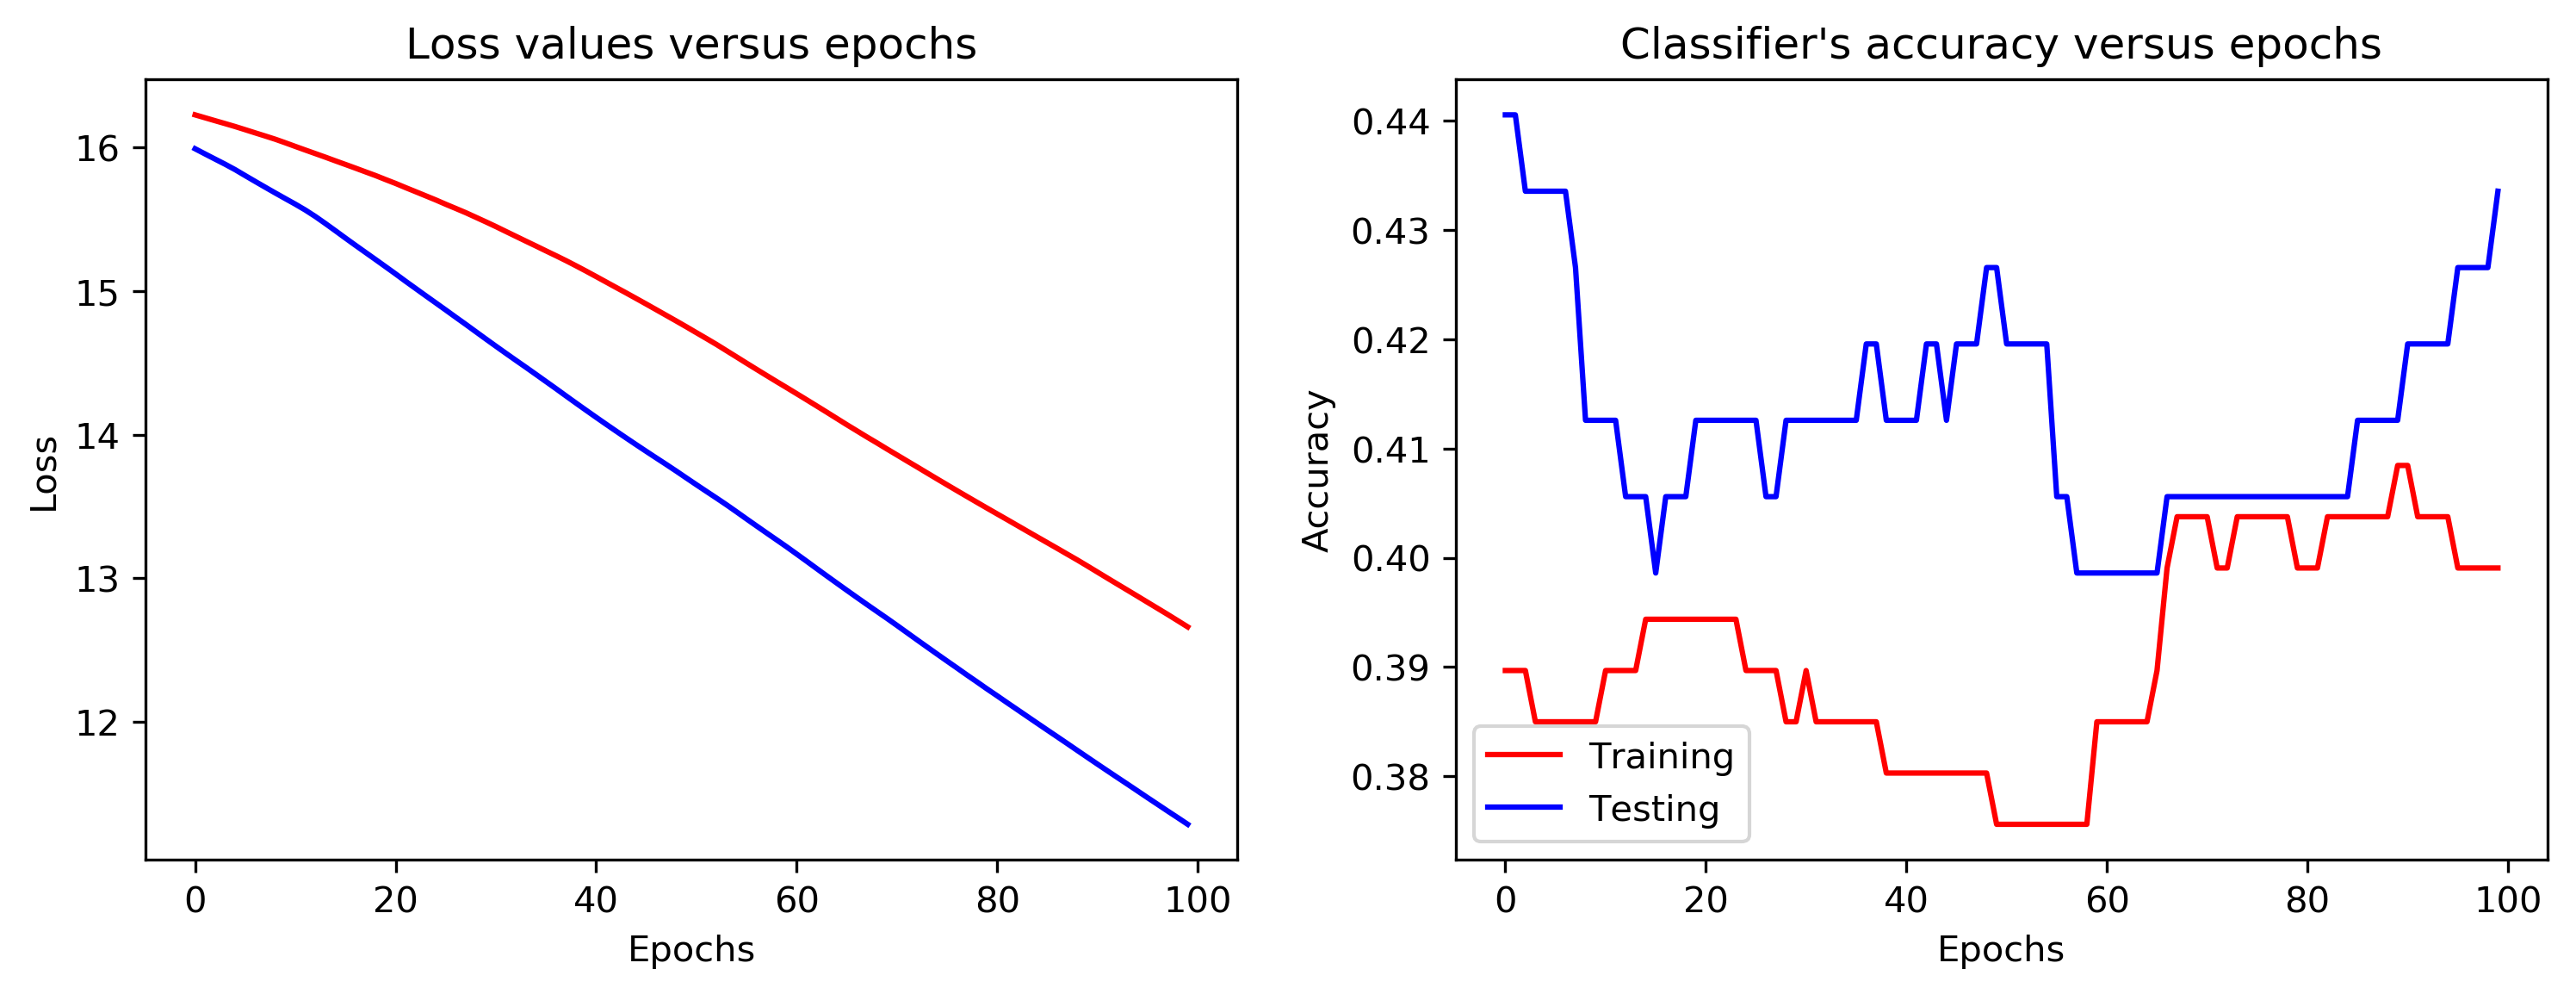 Loss values versus epochs
16
15
14
13
12
Loss
0 20 40 60 80 100
Epochs
Classifier's accuracy versus epochs
0.44
0.43
0.42
0.41
0.40
0.39
0.38
Accuracy
Training
Testing
0 20 40 60 80 100
Epochs